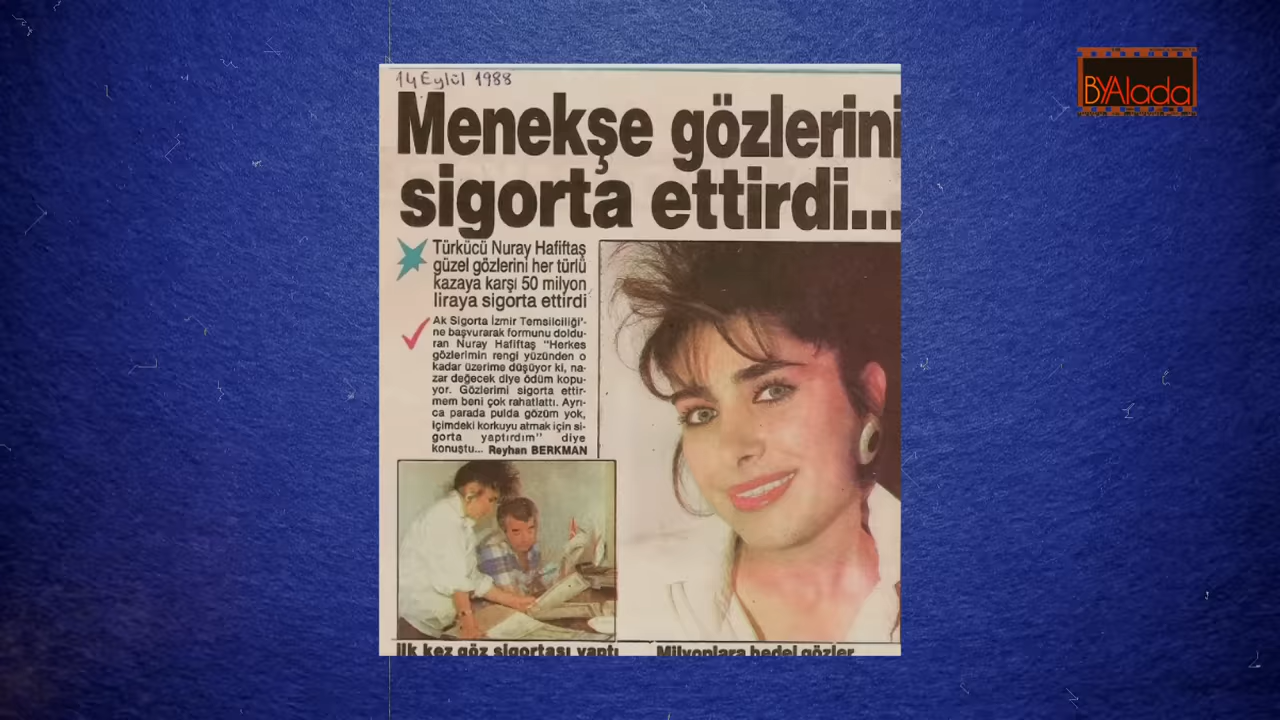 BYAlada
14 Eylül 1988
Menekşe gözlerini
sigorta ettirdi...
Türkücü Nuray Hafiftaş
güzel gözlerini her türlü
kazaya karşı 50 milyon
liraya sigorta ettirdi
Ak Sigorta İzmir Temsilciliği'-
ne başvurarak formunu doldu-
ran Nuray Hafiftaş "Herkes
gözlerimin rengi yüzünden o
kadar üzerime düşüyor ki, na-
zar değecek diye ödüm kopu-
yor. Gözlerimi sigorta ettir-
mem beni çok rahatlattı. Ayrı-
ca parada pulda gözüm yok,
içimdeki korkuyu atmak için si-
gorta yaptırdım" diye
konuştu... Reyhan BERKMAN
İlk kez göz sigortası yaptı
Milyonlara bedel gözler